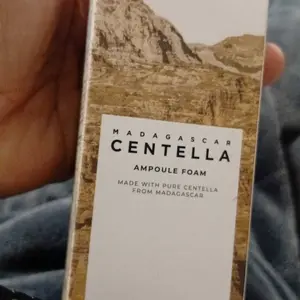 MADAGASCAR
CENTELLA
AMPOULE FOAM
MADE WITH PURE CENTELLA
FROM MADAGASCAR